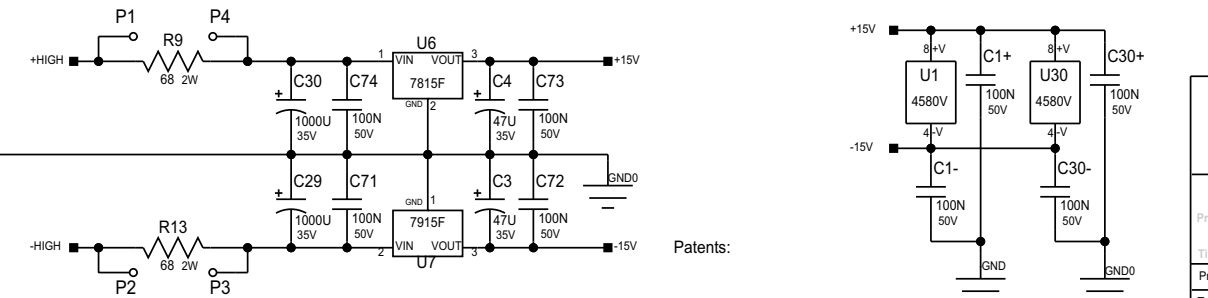 P1 P4
R9
+HIGH
68 2W
U6
1 VIN VOUT 3
7815F
GND 2
+15V
C30 C74 C4 C73
+ +
1000U 100N 47U 100N
35V 50V 35V 50V
GND0
C29 C71 C3 C72
+ +
1000U 100N 47U 100N
35V 50V 35V 50V
GND 1
7915F
2 VIN VOUT 3
U7
-15V
R13
-HIGH
68 2W
P2 P3
Patents:
+15V
8 +V 8 +V
U1 C1+ U30 C30+
4580V 100N 4580V 100N
50V 50V
4 -V 4 -V
-15V
C1- C30-
100N 100N
50V 50V
GND GND0